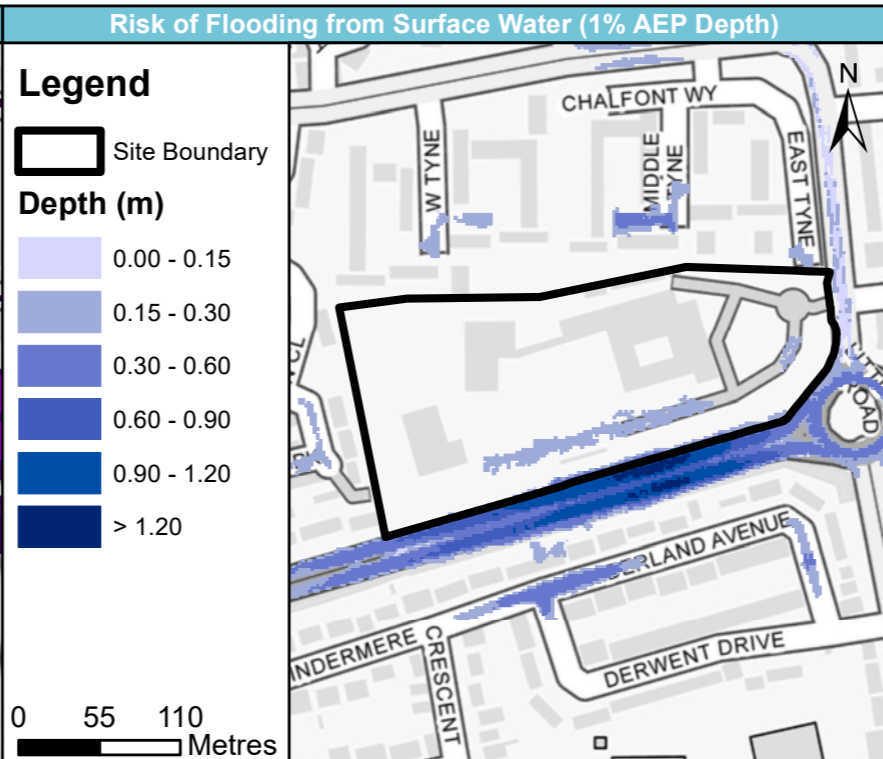 Risk of Flooding from Surface Water (1% AEP Depth)
Legend
Site Boundary
Depth (m)
0.00 - 0.15
0.15 - 0.30
0.30 - 0.60
0.60 - 0.90
0.90 - 1.20
> 1.20
0 55 110
Metres
N
CHALFONT WY
W TYNE
MIDDLE
TYNE
EAST TYNE
ROAD
ERLAND AVENUE
INDERMERE
CRESCENT
DERWENT DRIVE